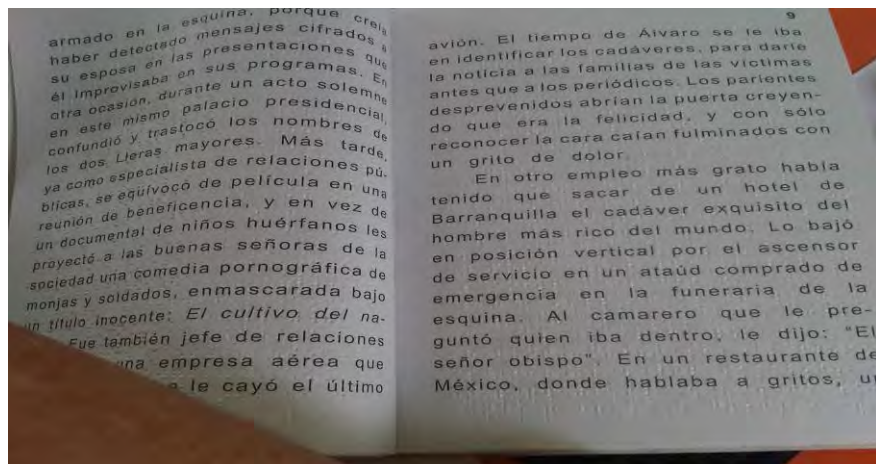 armado en la esquina, porque creía
haber detectado mensajes cifrados a
su esposa en las presentaciones que
él improvisaba en sus programas. En
otra ocasión, durante un acto solemne
en este mismo palacio presidencial,
confundió y trastocó los nombres de
los dos Lleras mayores. Más tarde,
ya como especialista de relaciones pú-
blicas, se equivocó de película en una
reunión de beneficencia, y en vez de
un documental de niños huérfanos les
proyectó a las buenas señoras de la
sociedad una comedia pornográfica de
monjas y soldados, enmascarada bajo
un título inocente: El cultivo del na-
Fue también jefe de relaciones
una empresa aérea que
le cayó el último
9
avión. El tiempo de Álvaro se le iba
en identificar los cadáveres, para darle
la noticia a las familias de las víctimas
antes que a los periódicos. Los parientes
desprevenidos abrían la puerta creyen-
do que era la felicidad, y con sólo
reconocer la cara caían fulminados con
un grito de dolor.
En otro empleo más grato había
tenido que sacar de un hotel de
Barranquilla el cadáver exquisito del
hombre más rico del mundo. Lo bajó
en posición vertical por el ascensor
de servicio en un ataúd comprado de
emergencia en la funeraria de la
esquina. Al camarero que le pre-
guntó quien iba dentro, le dijo: "El
señor obispo". En un restaurante de
México, donde hablaba a gritos, u